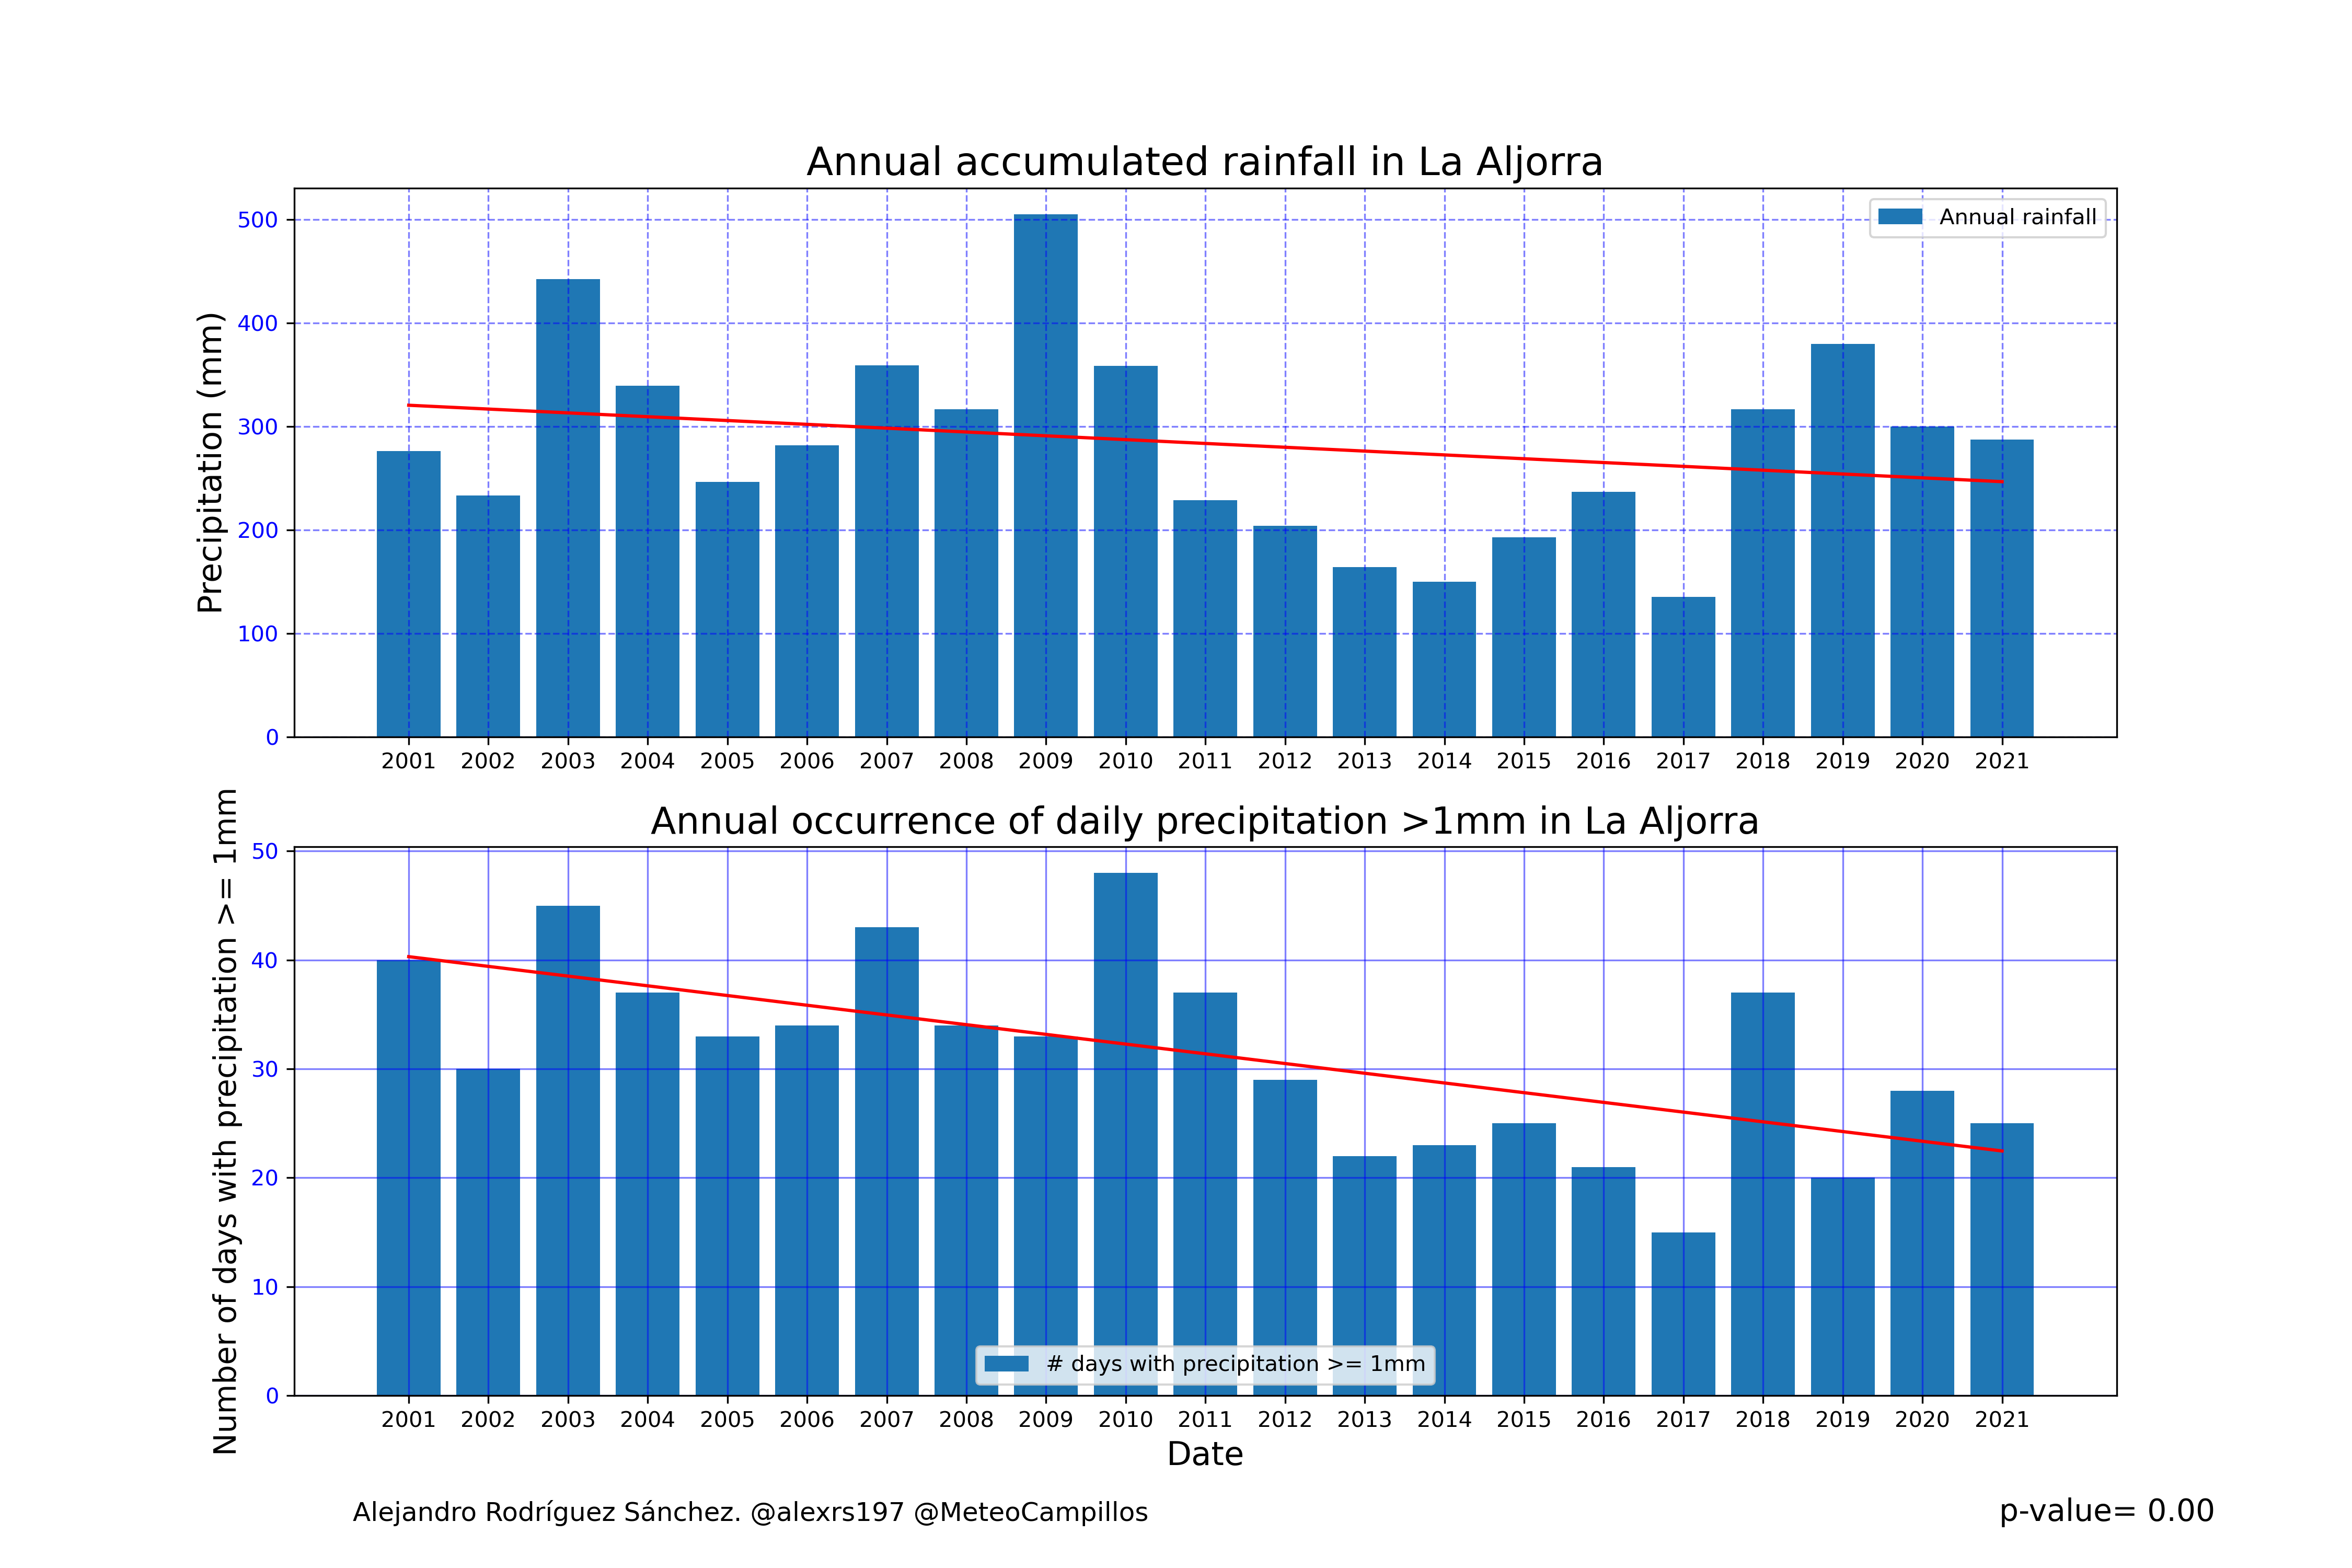 Annual accumulated rainfall in La Aljorra
Precipitation (mm)
500
400
300
200
100
0
Annual rainfall
2001 2002 2003 2004 2005 2006 2007 2008 2009 2010 2011 2012 2013 2014 2015 2016 2017 2018 2019 2020 2021
Annual occurrence of daily precipitation >1mm in La Aljorra
Number of days with precipitation >= 1mm
50
40
30
20
10
0
# days with precipitation >= 1mm
2001 2002 2003 2004 2005 2006 2007 2008 2009 2010 2011 2012 2013 2014 2015 2016 2017 2018 2019 2020 2021
Date
Alejandro Rodríguez Sánchez. @alexrs197 @MeteoCampillos
p-value= 0.00